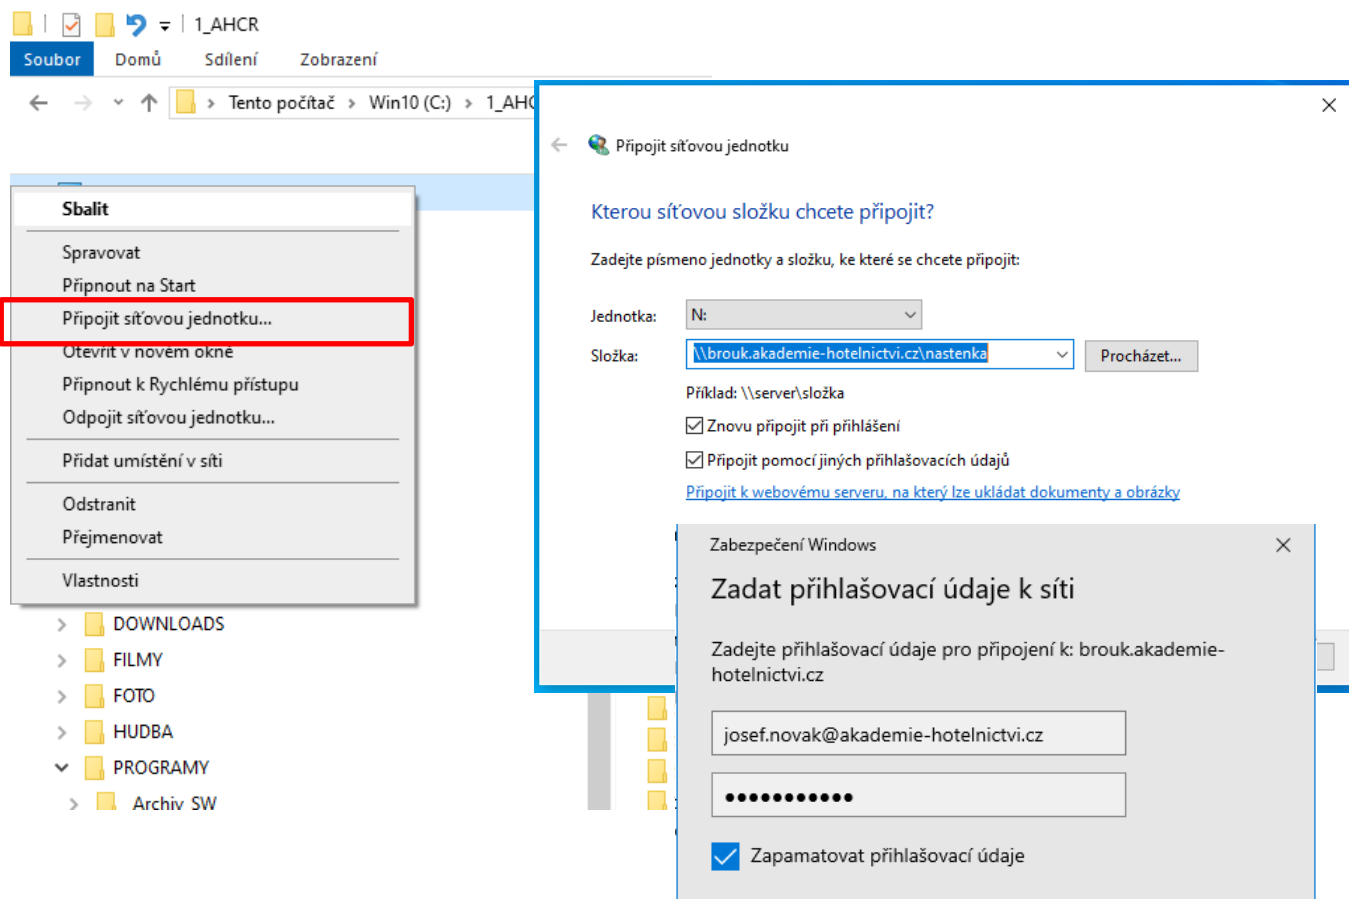 1_AHCR
Soubor Domů Sdílení Zobrazení
Tento počítač Win10 (C:)
Sbalit
Spravovat
Připnout na Start
Připojit síťovou jednotku...
Otevřít v novém okně
Připnout k Rychlému přístupu
Odpojit síťovou jednotku...
Přidat umístění v síti
Odstranit
Přejmenovat
Vlastnosti
DOWNLOADS
FILMY
FOTO
HUDBA
PROGRAMY
Archiv SW
Připojit síťovou jednotku
Kterou síťovou složku chcete připojit?
Zadejte písmeno jednotky a složku, ke které se chcete připojit:
Jednotka: N:
Složka: \\brouk.akademie-hotelnictvi.cz\nastenka Procházet...
Příklad: \\server\složka
Znovu připojit při přihlášení
Připojit pomocí jiných přihlašovacích údajů
Připojit k webovému serveru, na který lze ukládat dokumenty a obrázky
Zabezpečení Windows
Zadat přihlašovací údaje k síti
Zadejte přihlašovací údaje pro připojení k: brouk.akademie-
hotelnictvi.cz
josef.novak@akademie-hotelnictvi.cz
●●●●●●●●●●●
Zapamatovat přihlašovací údaje